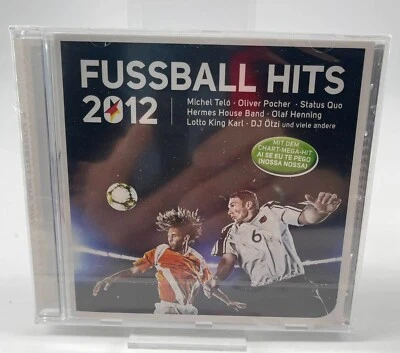 FUSSBALL HITS
2012
Michel Teló · Oliver Pocher · Status Quo
Hermes House Band · Olaf Henning
Lotto King Karl · DJ Ötzi und viele andere
MIT DEM
CHART-MEGA-HIT
AI SE EU TE PEGO
(NOSSA NOSSA)
6